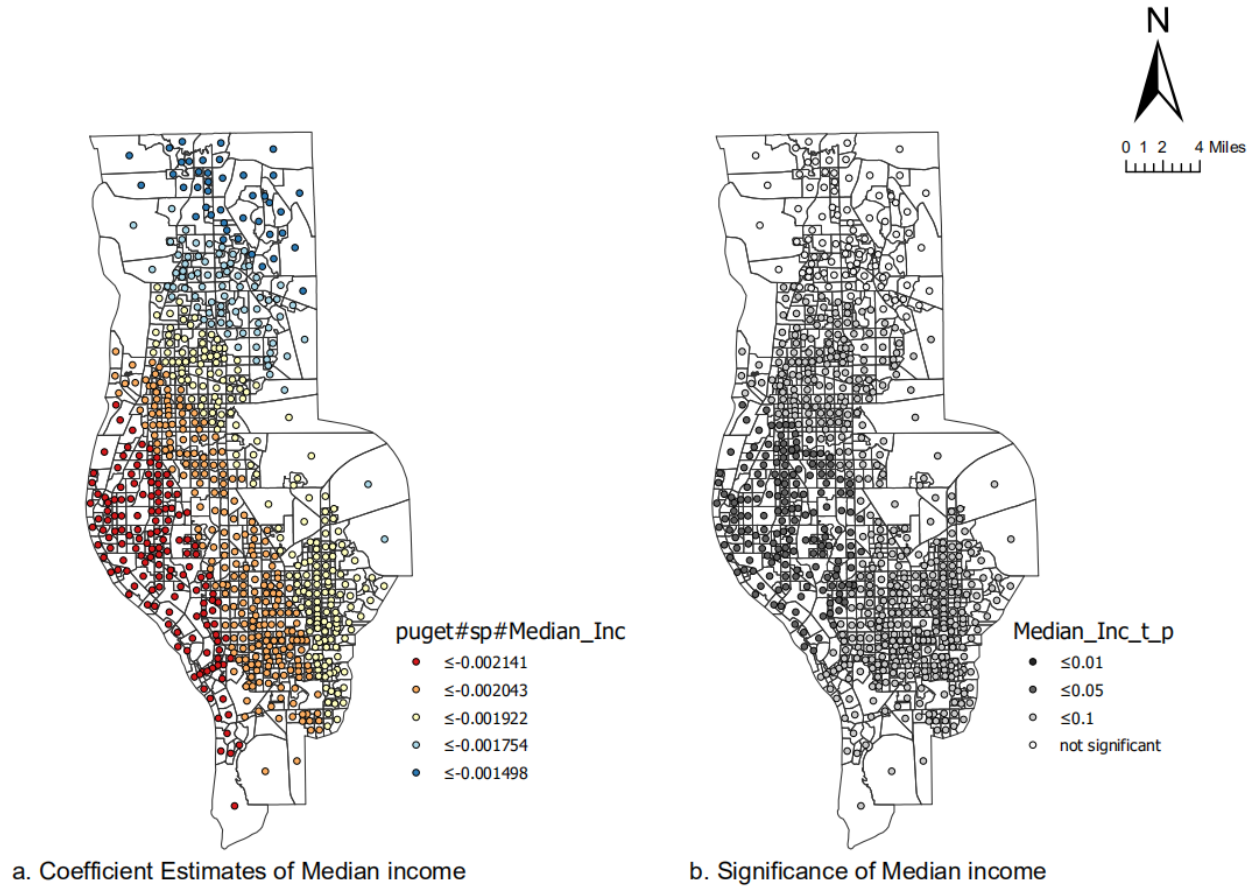 N
0 1 2 4 Miles
puget#sp#Median_Inc
≤-0.002141
≤-0.002043
≤-0.001922
≤-0.001754
≤-0.001498
Median_Inc_t_p
≤0.01
≤0.05
≤0.1
not significant
a. Coefficient Estimates of Median income
b. Significance of Median income